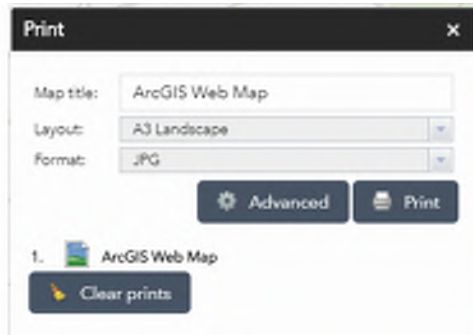 Print
Map title: ArcGIS Web Map
Layout: A3 Landscape
Format: JPG
Advanced Print
1. ArcGIS Web Map
Clear prints